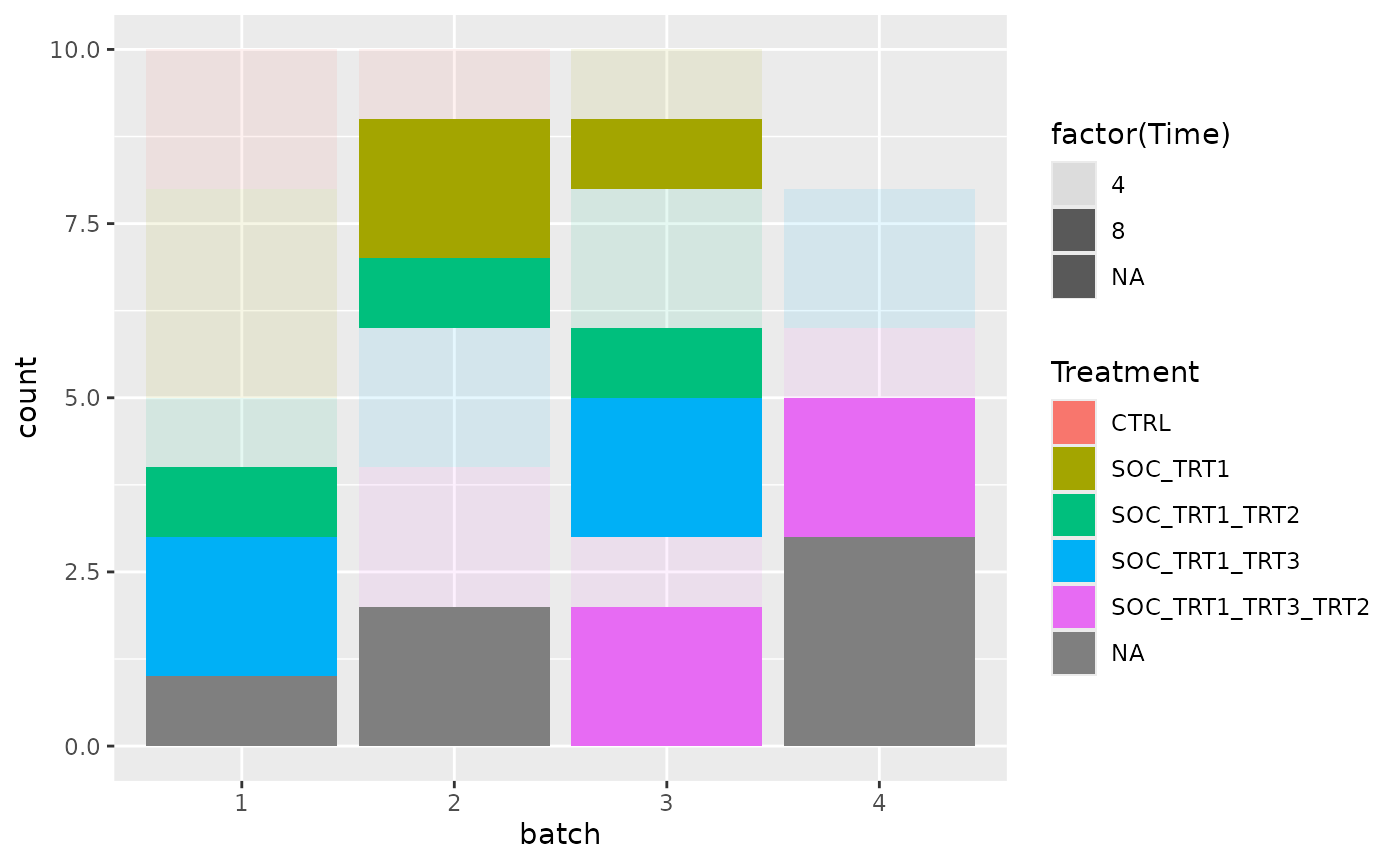 10.0
7.5
5.0
2.5
0.0
count
1 2 3 4
batch
factor(Time)
4
8
NA
Treatment
CTRL
SOC_TRT1
SOC_TRT1_TRT2
SOC_TRT1_TRT3
SOC_TRT1_TRT3_TRT2
NA